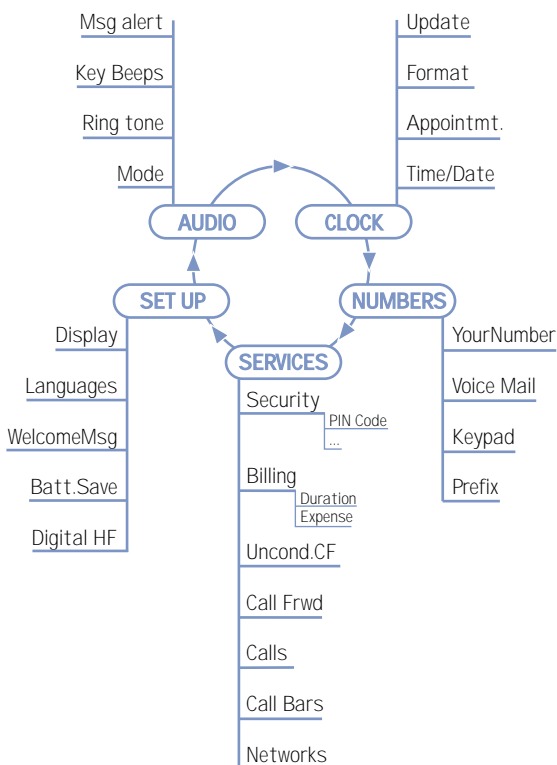 Msg alert
Key Beeps
Ring tone
Mode
Update
Format
Appointmt.
Time/Date
AUDIO
CLOCK
SET UP
NUMBERS
SERVICES
Display
Languages
WelcomeMsg
Batt.Save
Digital HF
Security
PIN Code
...
Billing
Duration
Expense
Uncond.CF
Call Frwd
Calls
Call Bars
Networks
YourNumber
Voice Mail
Keypad
Prefix